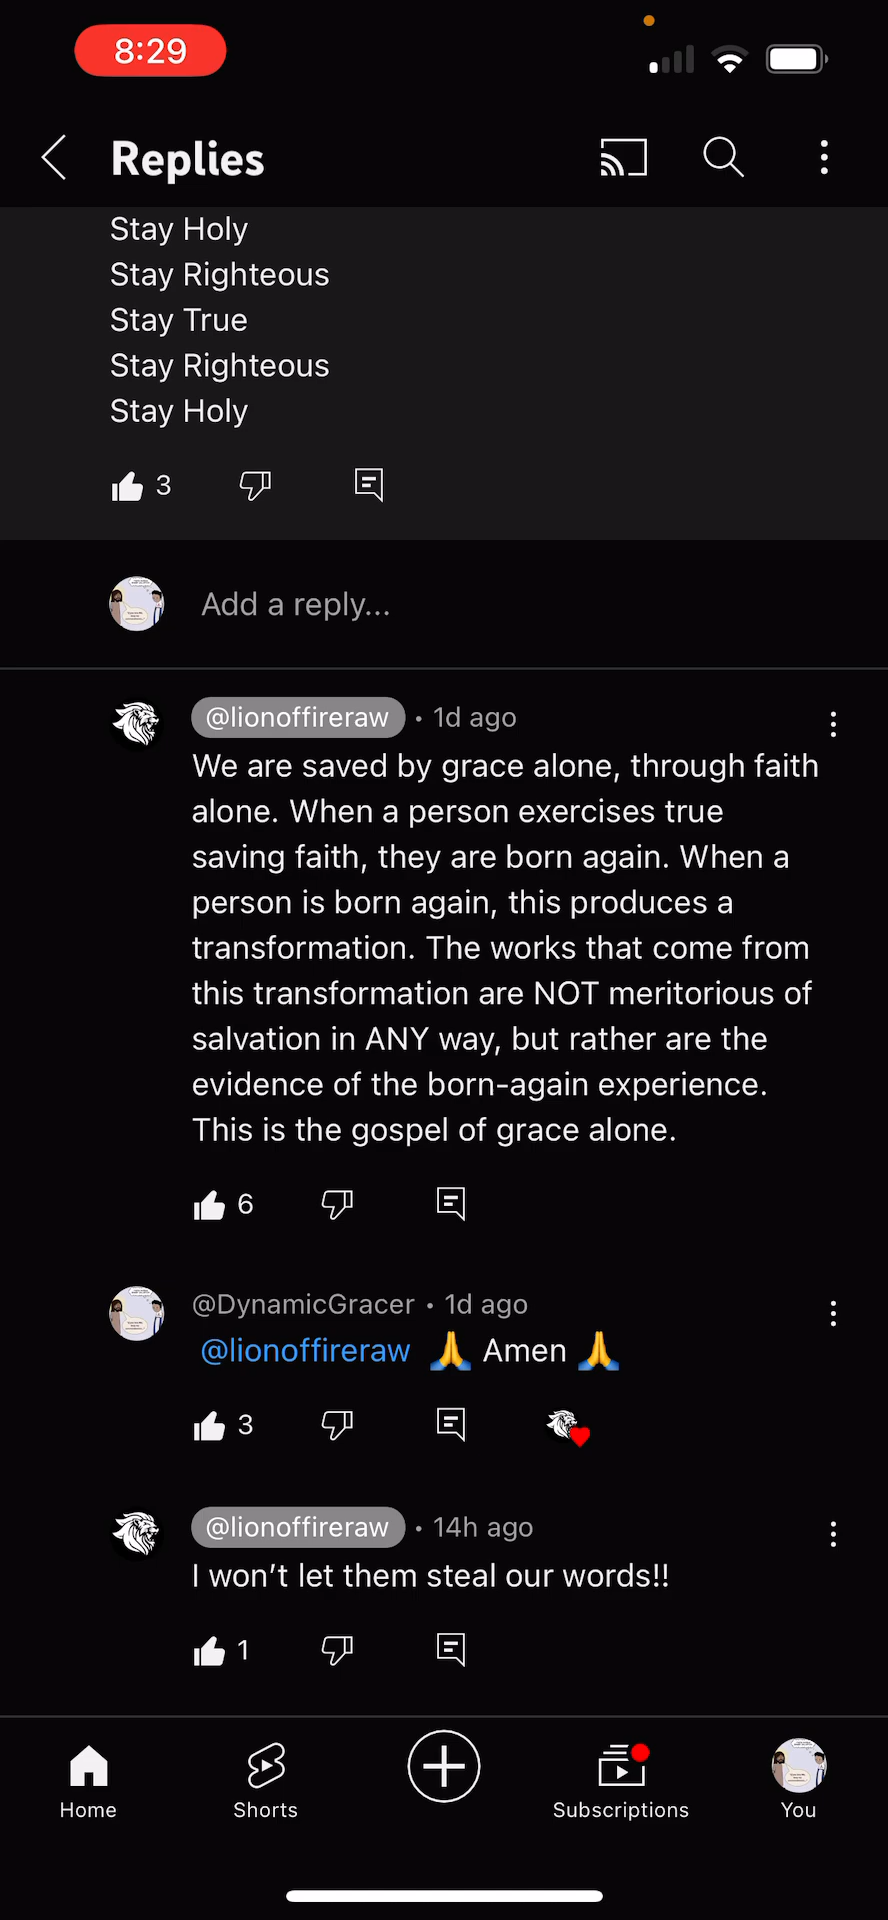 8:29
Replies
Stay Holy
Stay Righteous
Stay True
Stay Righteous
Stay Holy
3
Add a reply...
@lionoffireraw • 1d ago
We are saved by grace alone, through faith
alone. When a person exercises true
saving faith, they are born again. When a
person is born again, this produces a
transformation. The works that come from
this transformation are NOT meritorious of
salvation in ANY way, but rather are the
evidence of the born-again experience.
This is the gospel of grace alone.
6
@DynamicGracer • 1d ago
@lionoffireraw 🙏 Amen 🙏
3
@lionoffireraw • 14h ago
I won't let them steal our words!!
1
Home Shorts Subscriptions You